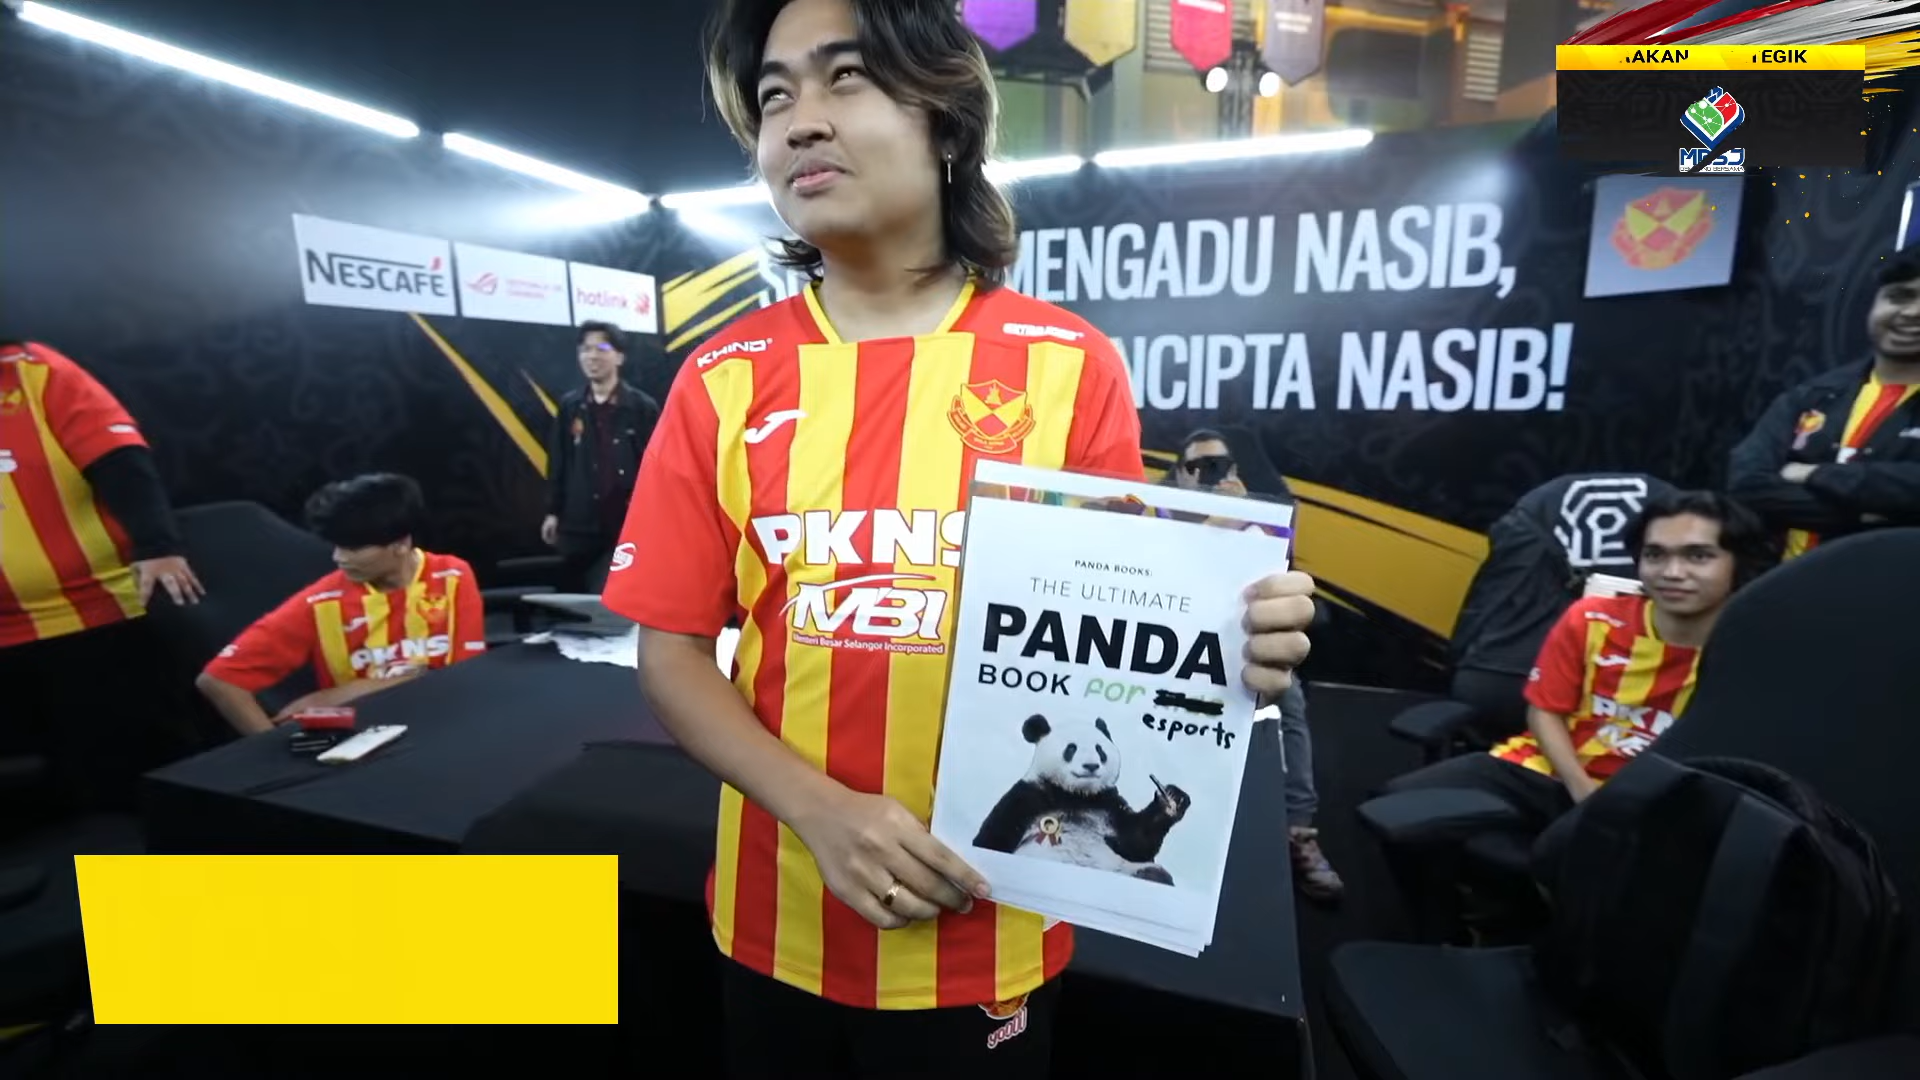 AKAN EGIK
MBSJ
NESCAFÉ
hotlink
MENGADU NASIB,
NCIPTA NASIB!
KHIND
PKNS
MBI
Menteri Besar Selangor Incorporated
PANDA BOOKS:
THE ULTIMATE
PANDA
BOOK for
esports
PKNS